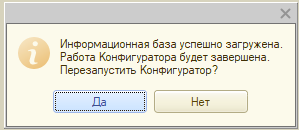 Информационная база успешно загружена.
Работа Конфигуратора будет завершена.
Перезапустить Конфигуратор?
Да
Нет